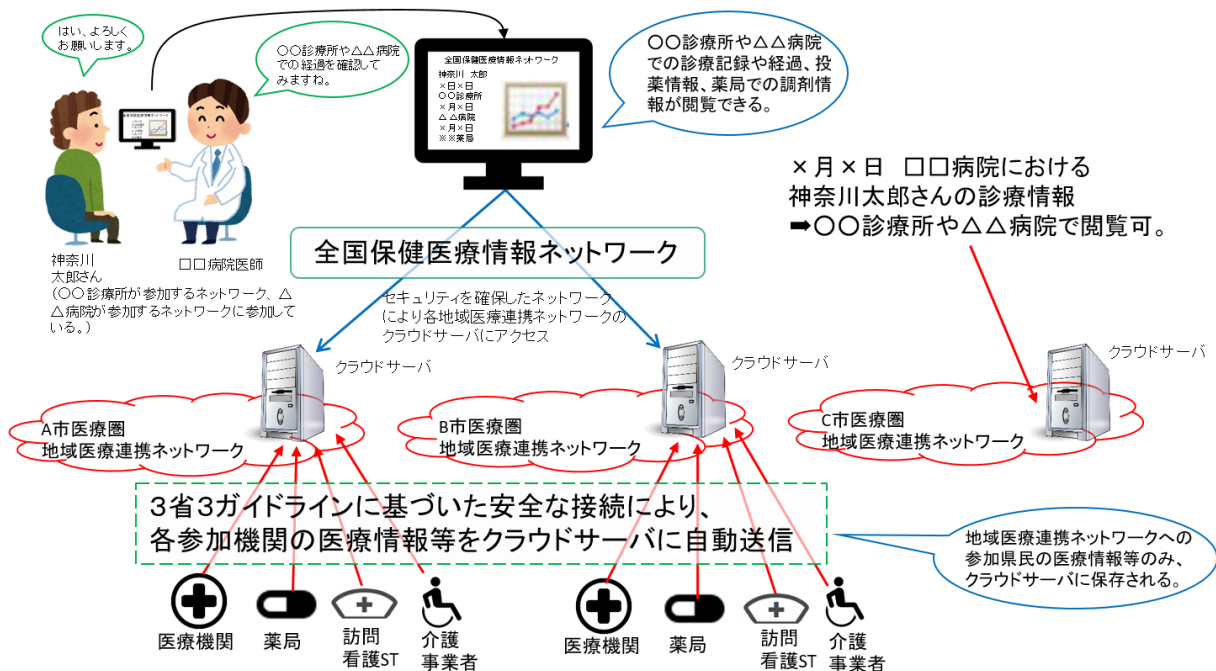 はい、よろしく
お願いします。
〇〇診療所や△△病院
での経過を確認して
みますね。
全国保健医療情報ネットワーク
神奈川 太郎
×日×日
〇〇診療所
×月×日
△△病院
×月×日
※※薬局
〇〇診療所や△△病院
での診療記録や経過、投
薬情報、薬局での調剤情
報が閲覧できる。
×月×日 □□病院における
神奈川太郎さんの診療情報
➡〇〇診療所や△△病院で閲覧可。
神奈川
太郎さん
□□病院医師
（〇〇診療所が参加するネットワーク、△
△病院が参加するネットワークに参加して
いる。）
全国保健医療情報ネットワーク
セキュリティを確保したネットワーク
により各地域医療連携ネットワークの
クラウドサーバにアクセス
クラウドサーバ
クラウドサーバ
クラウドサーバ
A市医療圏
地域医療連携ネットワーク
B市医療圏
地域医療連携ネットワーク
C市医療圏
地域医療連携ネットワーク
３省３ガイドラインに基づいた安全な接続により、
各参加機関の医療情報等をクラウドサーバに自動送信
地域医療連携ネットワークへの
参加県民の医療情報等のみ、
クラウドサーバに保存される。
医療機関
薬局
訪問
看護ST
介護
事業者
医療機関
薬局
訪問
看護ST
介護
事業者